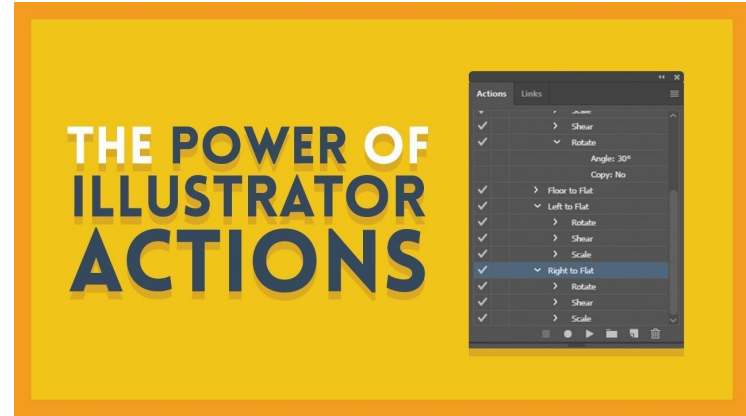 THE POWER OF
ILLUSTRATOR
ACTIONS
Actions Links
Scale
Shear
Rotate
Angle: 30°
Copy: No
Floor to Flat
Left to Flat
Rotate
Shear
Scale
Right to Flat
Rotate
Shear
Scale